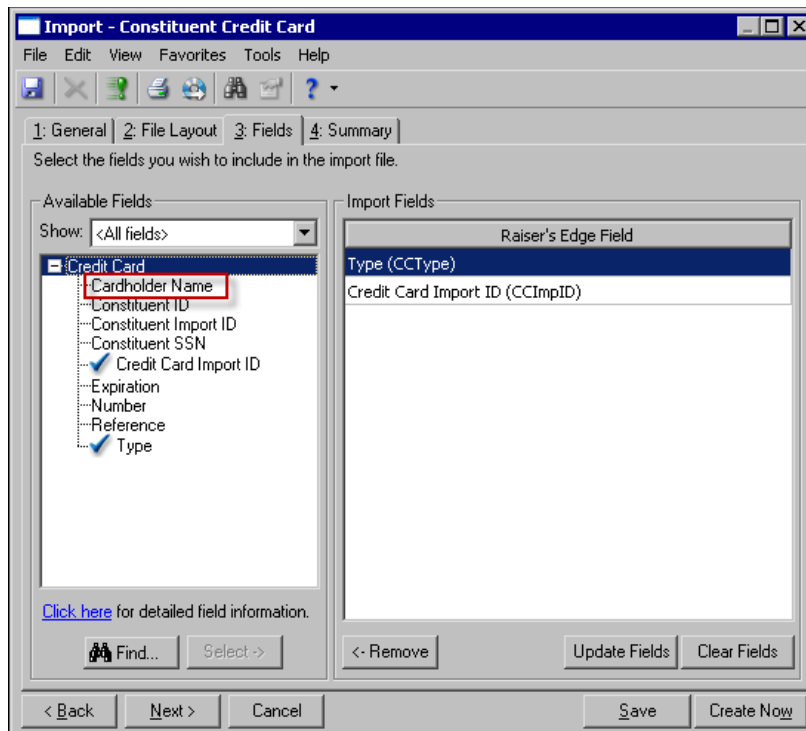 Import - Constituent Credit Card
File Edit View Favorites Tools Help
?
1: General 2: File Layout 3: Fields 4: Summary
Select the fields you wish to include in the import file.
Available Fields
Show: <All fields>
Credit Card
Cardholder Name
Constituent ID
Constituent Import ID
Constituent SSN
Credit Card Import ID
Expiration
Number
Reference
Type
Click here for detailed field information.
Find... Select ->
Import Fields
Raiser's Edge Field
Type (CCType)
Credit Card Import ID (CCImpID)
<- Remove Update Fields Clear Fields
< Back Next > Cancel Save Create Now